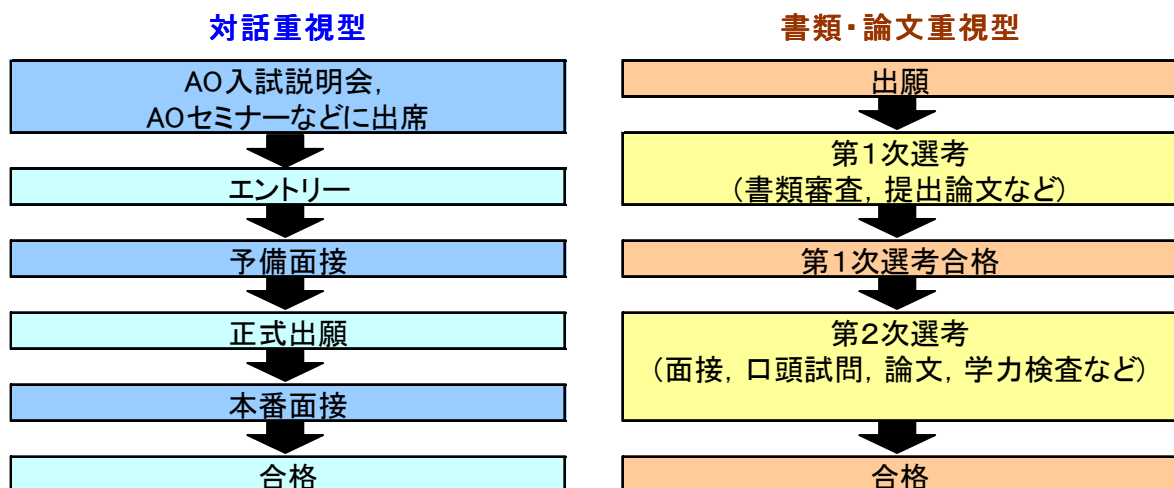 対話重視型
AO入試説明会,
AOセミナーなどに出席
エントリー
予備面接
正式出願
本番面接
合格
書類・論文重視型
出願
第1次選考
(書類審査, 提出論文など)
第1次選考合格
第2次選考
(面接, 口頭試問, 論文, 学力検査など)
合格